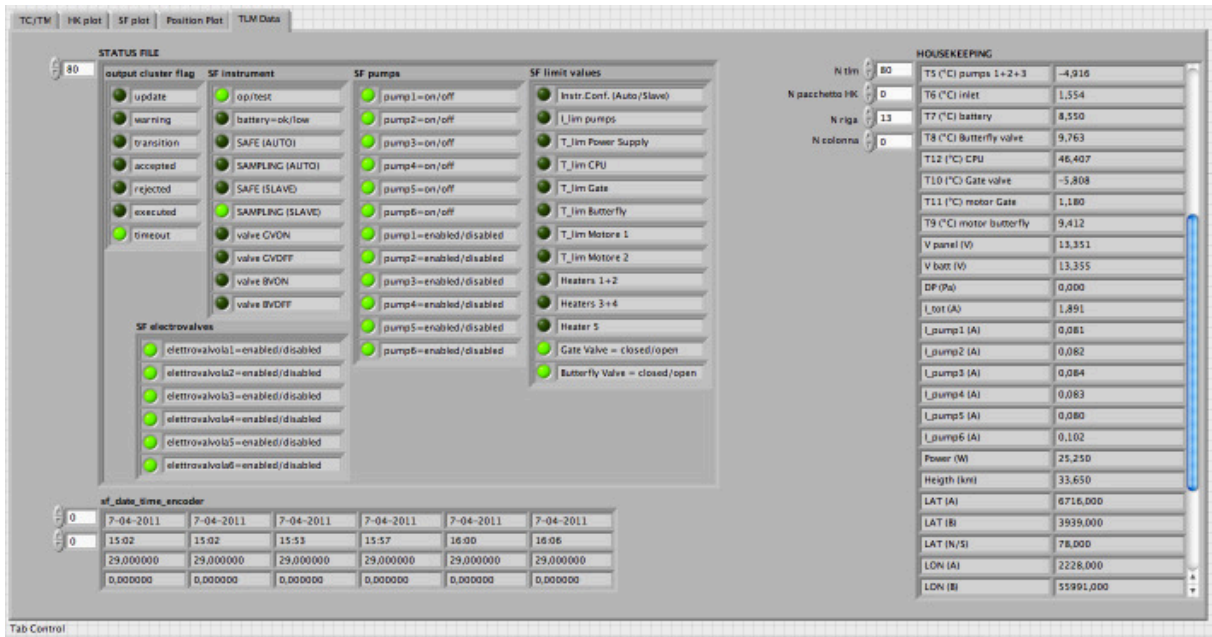 TC/TM HK plot SF plot Position Plot TLM Data
STATUS FILE
80
output cluster flag
update
warning
transition
accepted
rejected
executed
timeout
SF instrument
op/test
battery=ok/low
SAFE (AUTO)
SAMPLING (AUTO)
SAFE (SLAVE)
SAMPLING (SLAVE)
valve GVON
valve GVOFF
valve BVON
valve BVOFF
SF pumps
pump1=on/off
pump2=on/off
pump3=on/off
pump4=on/off
pump5=on/off
pump6=on/off
pump1=enabled/disabled
pump2=enabled/disabled
pump3=enabled/disabled
pump4=enabled/disabled
pump5=enabled/disabled
pump6=enabled/disabled
SF limit values
Instr.Conf. (Auto/Slave)
I_lim pumps
T_lim Power Supply
T_lim CPU
T_lim Gate
T_lim Butterfly
T_lim Motore 1
T_lim Motore 2
Heaters 1+2
Heaters 3+4
Heater 5
Gate Valve = closed/open
Butterfly Valve = closed/open
SF electrovalves
elettrovalvola1=enabled/disabled
elettrovalvola2=enabled/disabled
elettrovalvola3=enabled/disabled
elettrovalvola4=enabled/disabled
elettrovalvola5=enabled/disabled
elettrovalvola6=enabled/disabled
sf_date_time_encoder
0
0
7-04-2011 7-04-2011 7-04-2011 7-04-2011 7-04-2011 7-04-2011
15:02 15:02 15:53 15:57 16:00 16:06
29,000000 29,000000 29,000000 29,000000 29,000000 29,000000
0,000000 0,000000 0,000000 0,000000 0,000000 0,000000
N tlm 80
N pacchetto HK 0
N riga 13
N colonna 0
HOUSEKEEPING
T5 (°C) pumps 1+2+3 -4,916
T6 (°C) inlet 1,554
T7 (°C) battery 8,550
T8 (°C) Butterfly valve 9,763
T12 (°C) CPU 46,407
T10 (°C) Gate valve -5,808
T11 (°C) motor Gate 1,180
T9 (°C) motor butterfly 9,412
V panel (V) 13,351
V batt (V) 13,355
DP (Pa) 0,000
I_tot (A) 1,891
I_pump1 (A) 0,081
I_pump2 (A) 0,082
I_pump3 (A) 0,084
I_pump4 (A) 0,083
I_pump5 (A) 0,080
I_pump6 (A) 0,102
Power (W) 25,250
Heigth (km) 33,650
LAT (A) 6716,000
LAT (B) 3939,000
LAT (N/S) 78,000
LON (A) 2228,000
LON (B) 55991,000
Tab Control